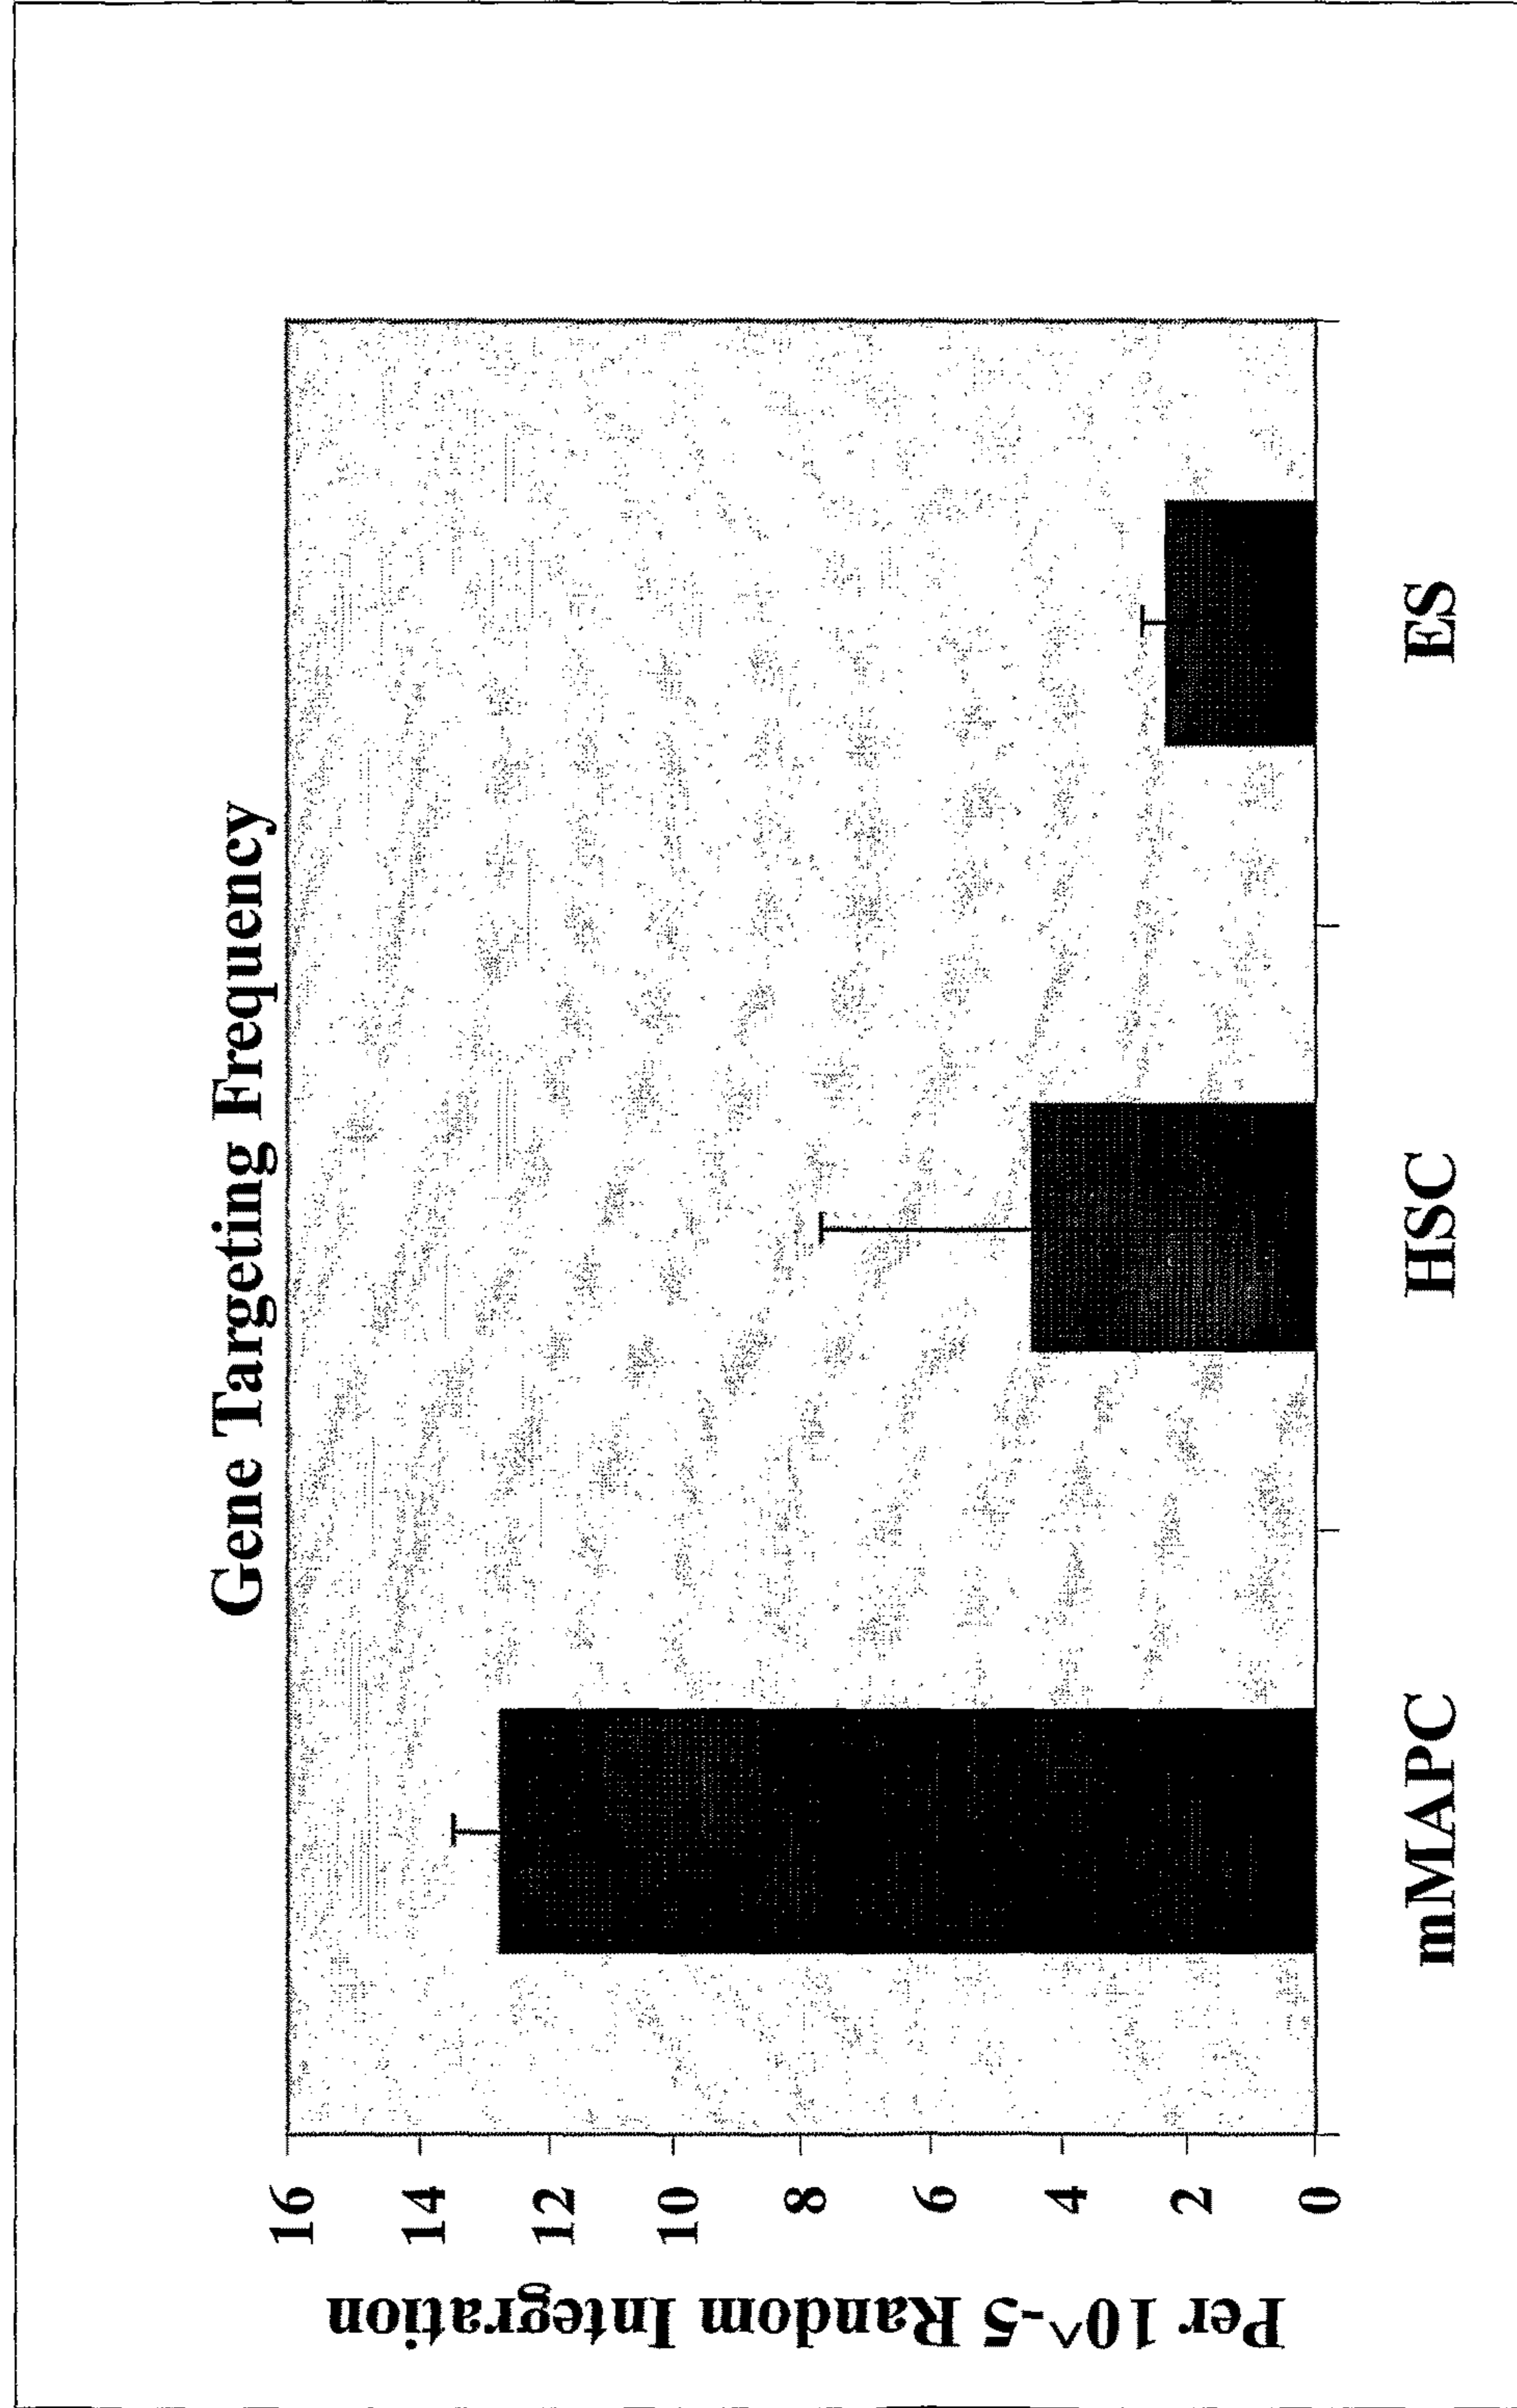 Gene Targeting Frequency
Per 10^-5 Random Integration
16
14
12
10
8
6
4
2
0
mMAPC
HSC
ES